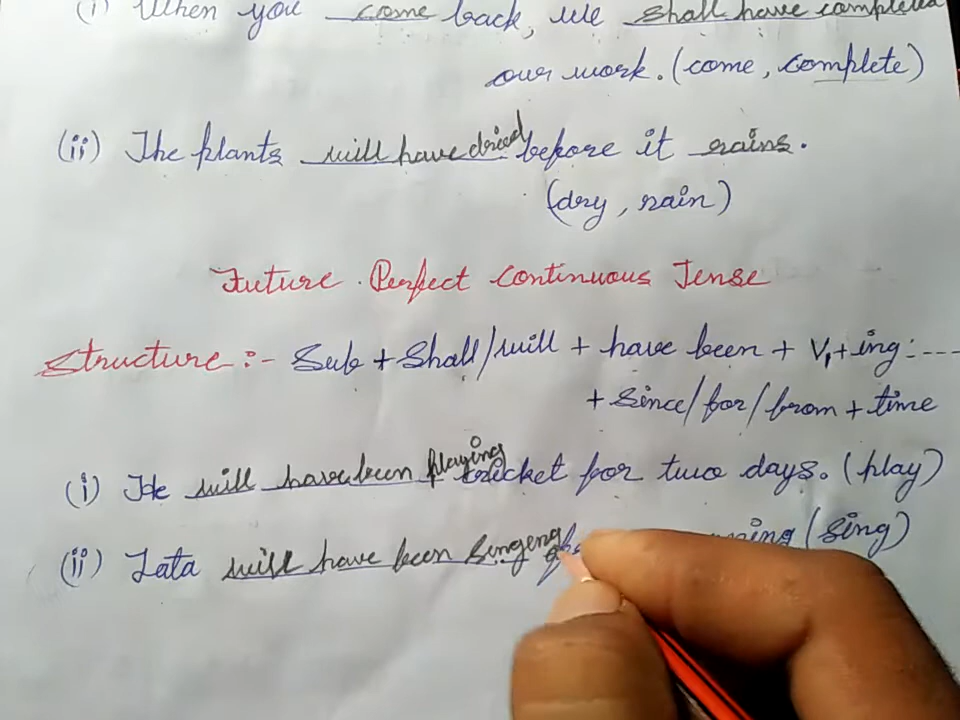 (i) When you come back, we shall have completed
our work. (come, complete)
(ii) The plants will have dried before it rains.
(dry, rain)
Future Perfect Continuous Tense
Structure :- Sub + Shall/will + have been + V1+ing ----
+ since/for/from + time
(i) He will have been playing cricket for two days. (play)
(ii) Lata will have been singeng (sing)